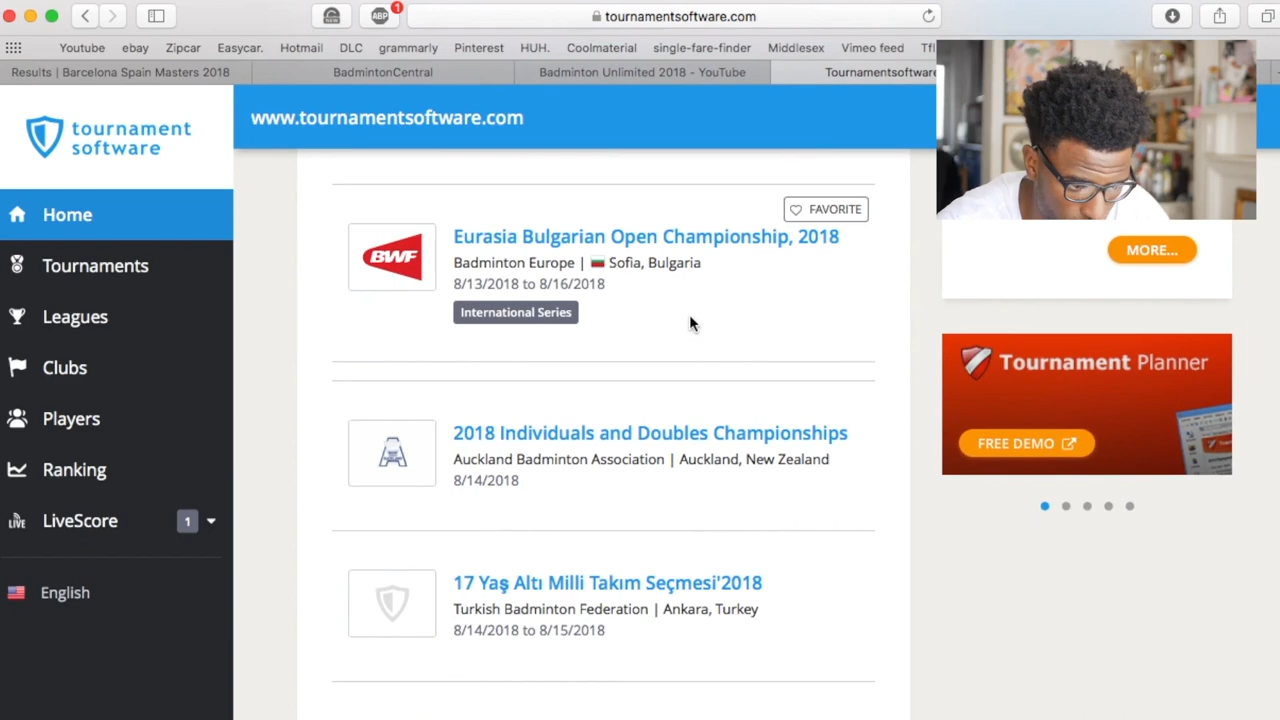 NEW
ABP
1
tournamentsoftware.com
Youtube ebay Zipcar Easycar. Hotmail DLC grammarly Pinterest HUH. Coolmaterial single-fare-finder Middlesex Vimeo feed Tfl
Results | Barcelona Spain Masters 2018
BadmintonCentral
Badminton Unlimited 2018 - YouTube
Tournamentsoftware
tournament
software
www.tournamentsoftware.com
Home
Tournaments
Leagues
Clubs
Players
Ranking
LIVE LiveScore 1
English
FAVORITE
BWF
Eurasia Bulgarian Open Championship, 2018
Badminton Europe | Sofia, Bulgaria
8/13/2018 to 8/16/2018
International Series
2018 Individuals and Doubles Championships
Auckland Badminton Association | Auckland, New Zealand
8/14/2018
17 Yaş Altı Milli Takım Seçmesi'2018
Turkish Badminton Federation | Ankara, Turkey
8/14/2018 to 8/15/2018
MORE...
Tournament Planner
FREE DEMO